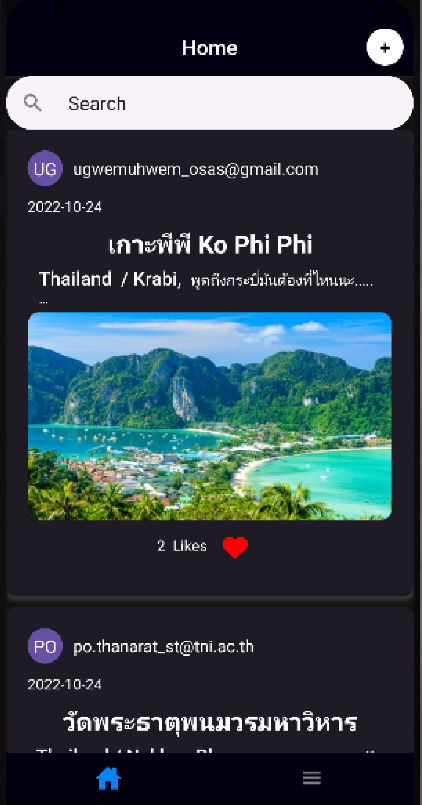 Home
+
Search
UG ugwemuhwem_osas@gmail.com
2022-10-24
เกาะพีพี Ko Phi Phi
Thailand / Krabi, พูดถึงกระบี่มันต้องที่ไหนนะ.....
...
2 Likes
PO po.thanarat_st@tni.ac.th
2022-10-24
วัดพระธาตุพนมวรมหาวิหาร